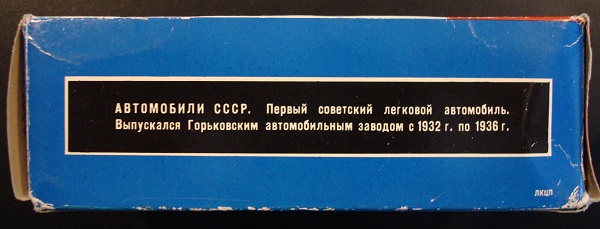 АВТОМОБИЛИ СССР. Первый советский легковой автомобиль.
Выпускался Горьковским автомобильным заводом с 1932 г. по 1936 г.
ЛКЦП